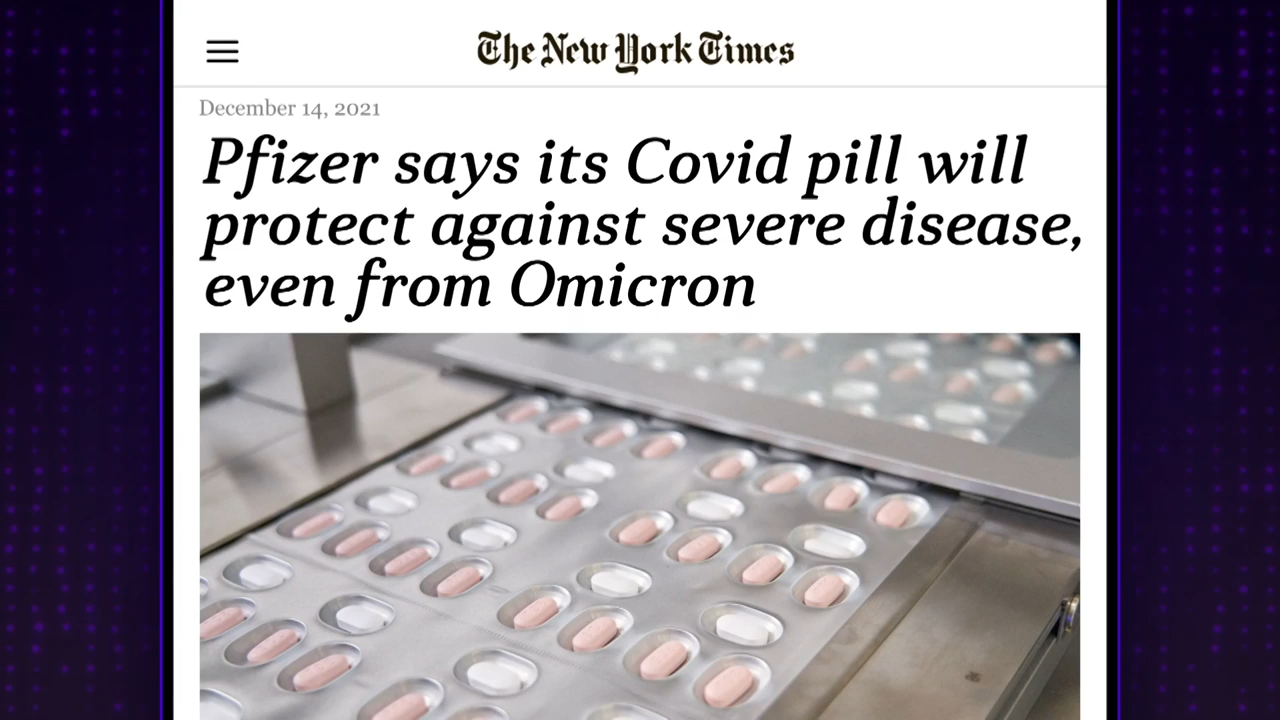 The New York Times
December 14, 2021
Pfizer says its Covid pill will
protect against severe disease,
even from Omicron